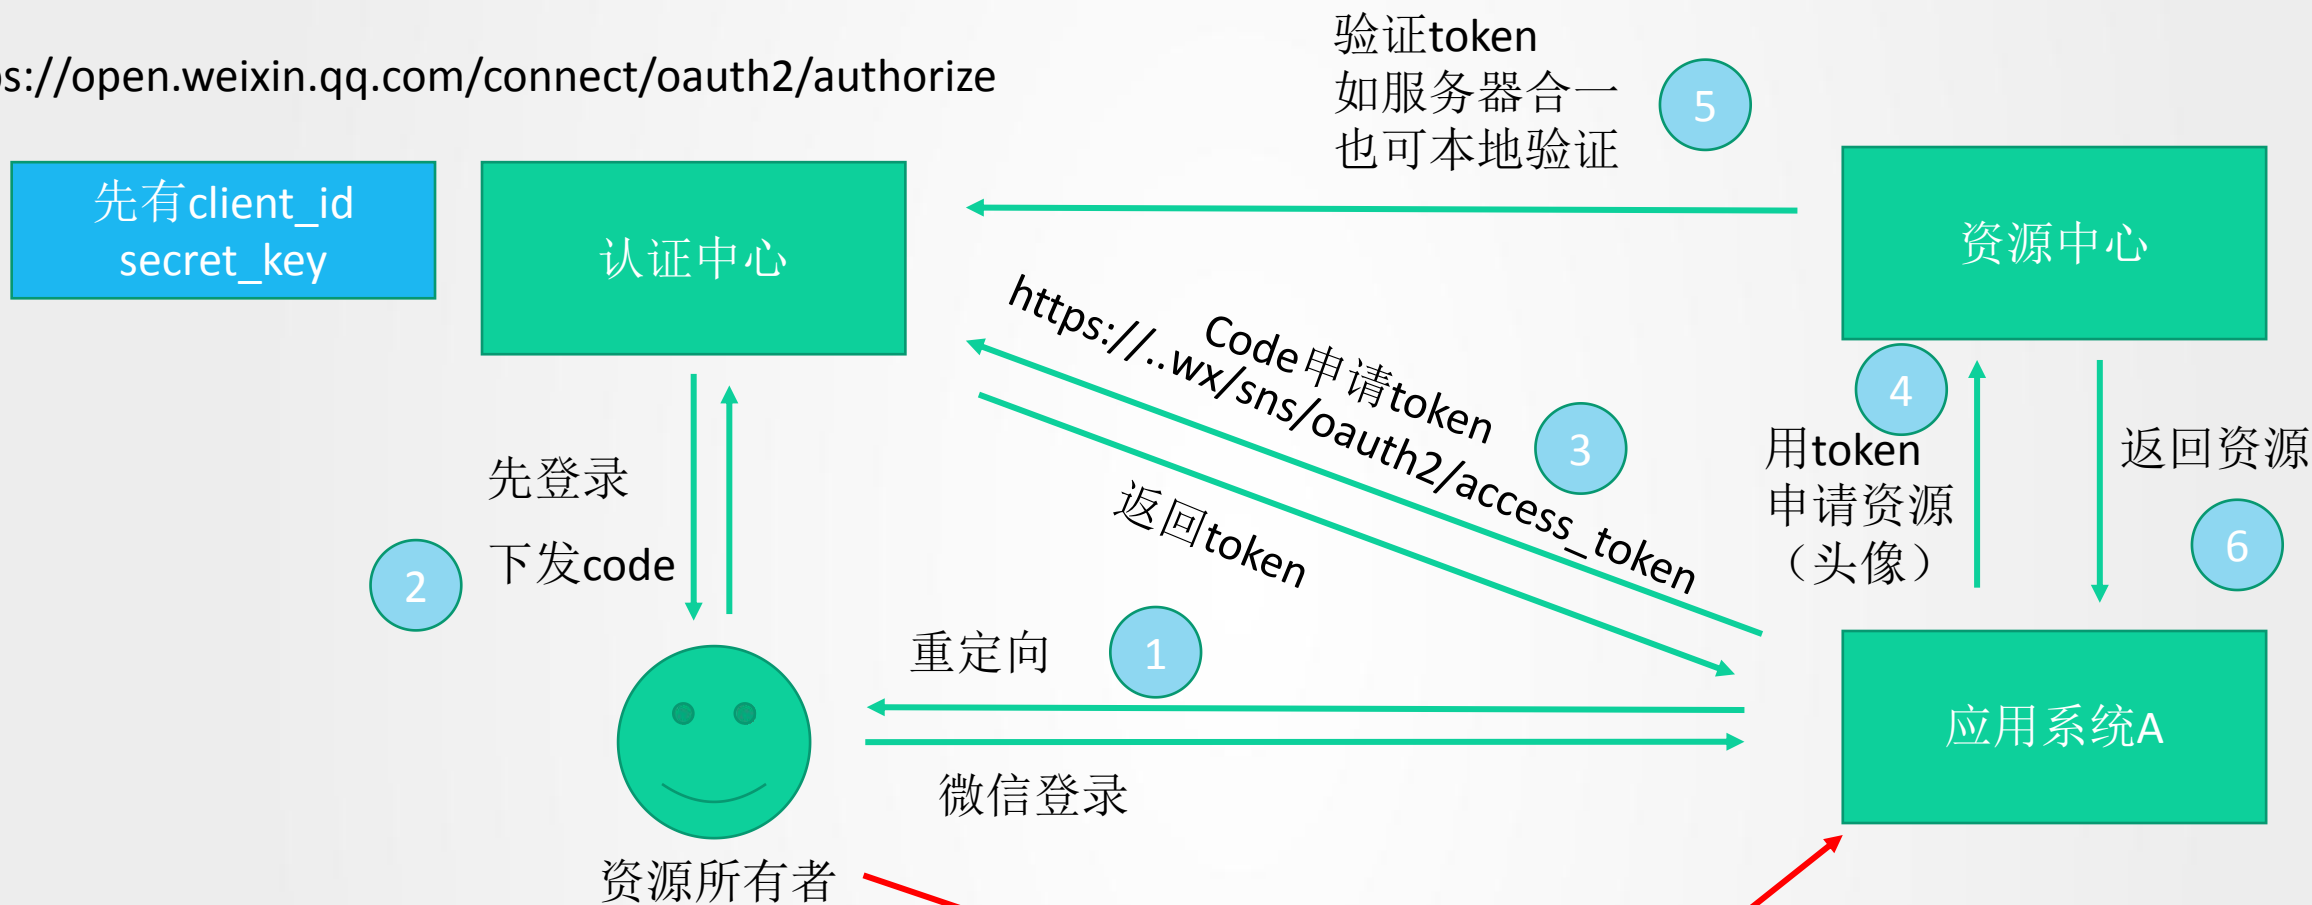 验证token
如服务器合一
也可本地验证
5
s://open.weixin.qq.com/connect/oauth2/authorize
先有client_id
secret_key
认证中心
资源中心
Code申请token
https://..wx/sns/oauth2/access_token
3
返回token
4
用token
申请资源
（头像）
返回资源
6
先登录
下发code
2
重定向
1
微信登录
应用系统A
资源所有者